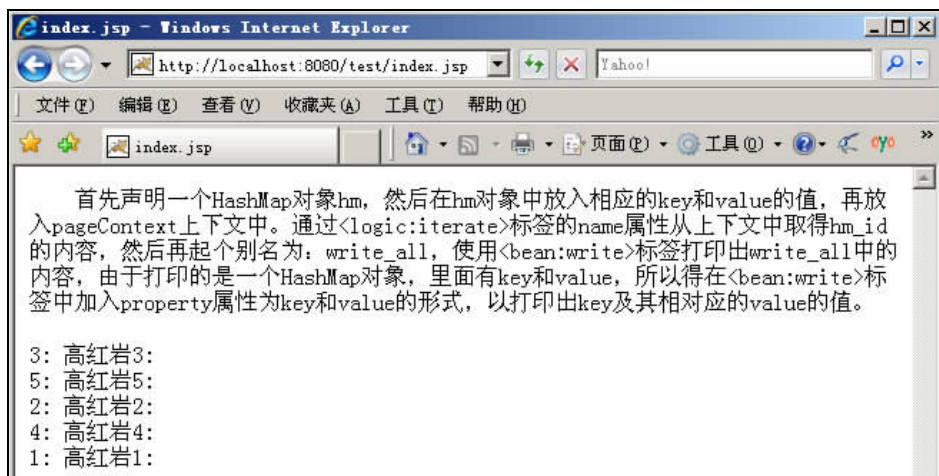 index.jsp - Windows Internet Explorer
http://localhost:8080/test/index.jsp
Yahoo!
文件(F) 编辑(E) 查看(V) 收藏夹(A) 工具(T) 帮助(H)
index.jsp 页面(P) 工具(O)
首先声明一个HashMap对象hm，然后在hm对象中放入相应的key和value的值，再放
入pageContext上下文中。通过<logic:iterate>标签的name属性从上下文中取得hm_id
的内容，然后再起个别名为：write_all，使用<bean:write>标签打印出write_all中的
内容，由于打印的是一个HashMap对象，里面有key和value，所以得在<bean:write>标
签中加入property属性为key和value的形式，以打印出key及其相对应的value的值。
3: 高红岩3:
5: 高红岩5:
2: 高红岩2:
4: 高红岩4:
1: 高红岩1: